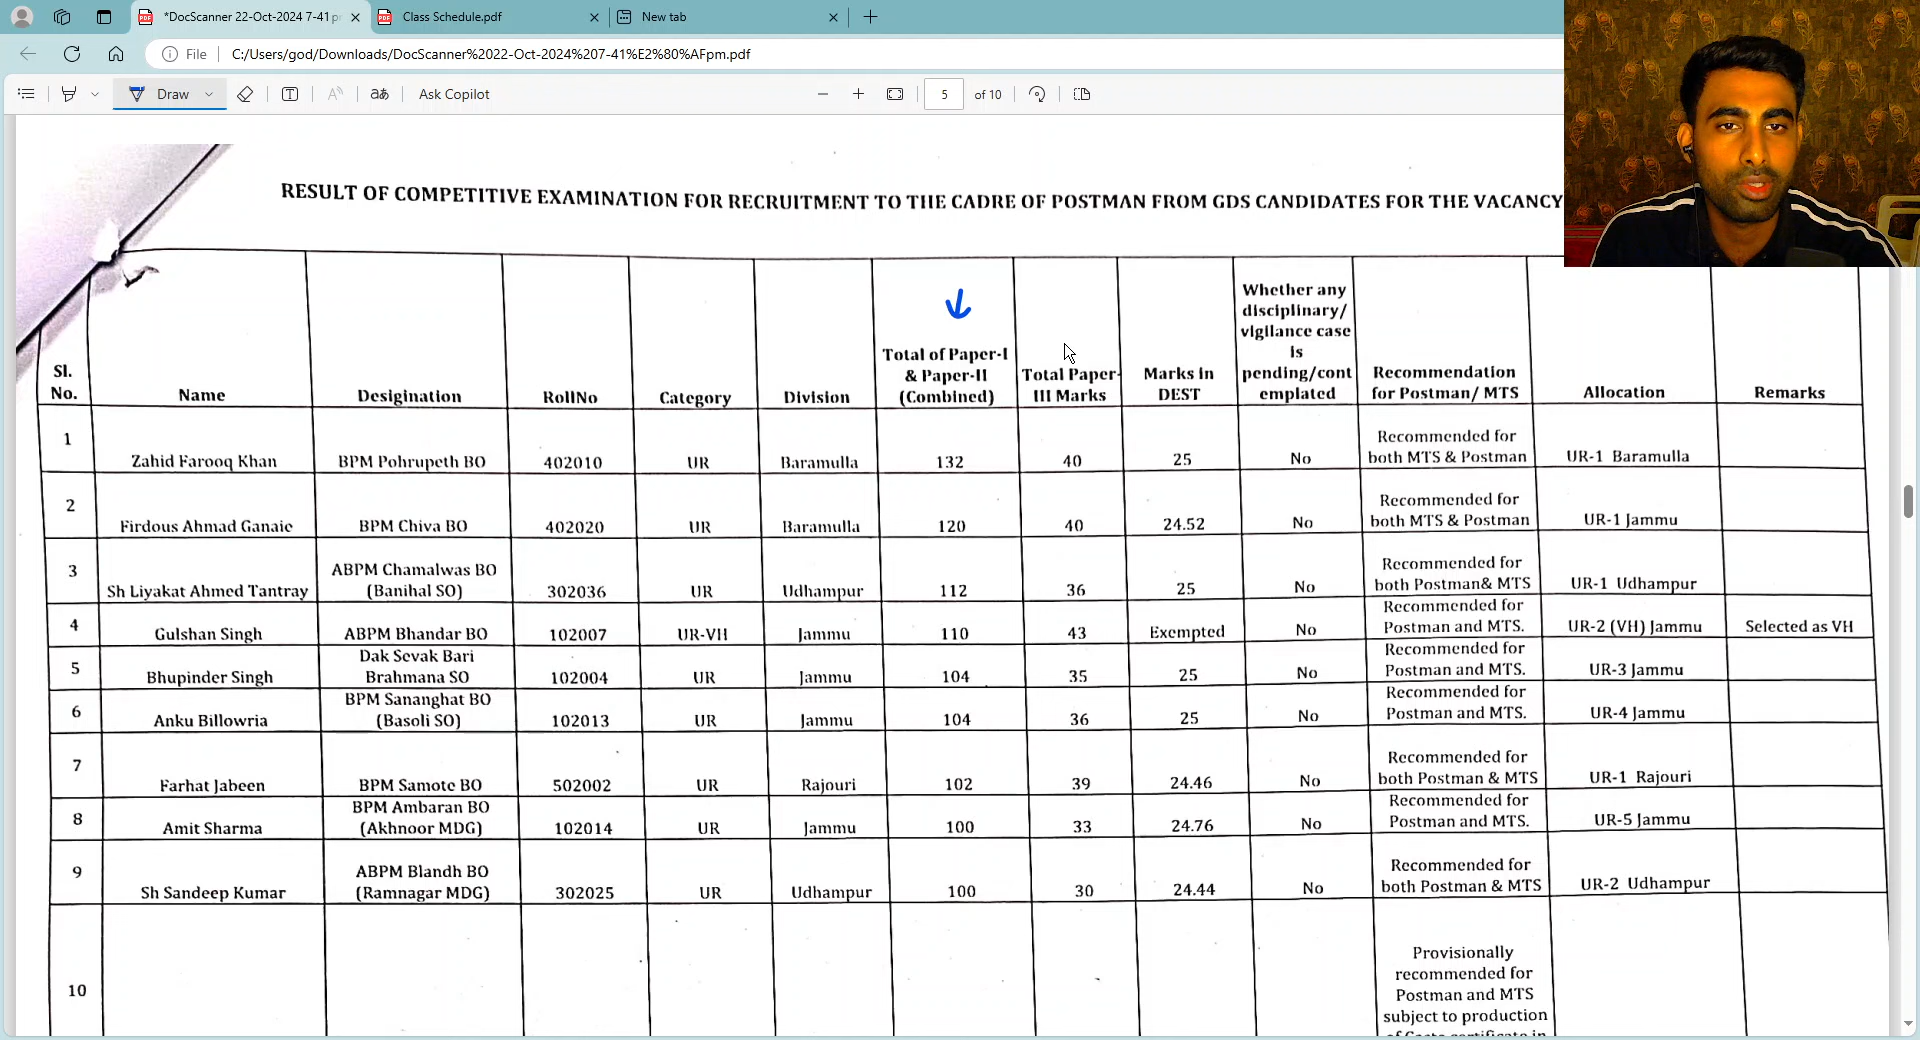 *DocScanner 22-Oct-2024 7-41 p
Class Schedule.pdf
New tab
File
C:/Users/god/Downloads/DocScanner%2022-Oct-2024%207-41%E2%80%AFpm.pdf
Draw
aあ
Ask Copilot
5
of 10
RESULT OF COMPETITIVE EXAMINATION FOR RECRUITMENT TO THE CADRE OF POSTMAN FROM GDS CANDIDATES FOR THE VACANCY
Sl. No. Name Designation RollNo Category Division Total of Paper-I & Paper-II (Combined) Total Paper-III Marks Marks in DEST Whether any disciplinary/ vigilance case is pending/cont emplated Recommendation for Postman/ MTS Allocation Remarks
1 Zahid Farooq Khan BPM Pohrupeth BO 402010 UR Baramulla 132 40 25 No Recommended for both MTS & Postman UR-1 Baramulla
2 Firdous Ahmad Ganaie BPM Chiva BO 402020 UR Baramulla 120 40 24.52 No Recommended for both MTS & Postman UR-1 Jammu
3 Sh Liyakat Ahmed Tantray ABPM Chamalwas BO (Banihal SO) 302036 UR Udhampur 112 36 25 No Recommended for both Postman& MTS UR-1 Udhampur
4 Gulshan Singh ABPM Bhandar BO 102007 UR-VH Jammu 110 43 Exempted No Recommended for Postman and MTS. UR-2 (VH) Jammu Selected as VH
5 Bhupinder Singh Dak Sevak Bari Brahmana SO 102004 UR Jammu 104 35 25 No Recommended for Postman and MTS. UR-3 Jammu
6 Anku Billowria BPM Sananghat BO (Basoli SO) 102013 UR Jammu 104 36 25 No Recommended for Postman and MTS. UR-4 Jammu
7 Farhat Jabeen BPM Samote BO 502002 UR Rajouri 102 39 24.46 No Recommended for both Postman & MTS UR-1 Rajouri
8 Amit Sharma BPM Ambaran BO (Akhnoor MDG) 102014 UR Jammu 100 33 24.76 No Recommended for Postman and MTS. UR-5 Jammu
9 Sh Sandeep Kumar ABPM Blandh BO (Ramnagar MDG) 302025 UR Udhampur 100 30 24.44 No Recommended for both Postman & MTS UR-2 Udhampur
10 Provisionally recommended for Postman and MTS subject to production